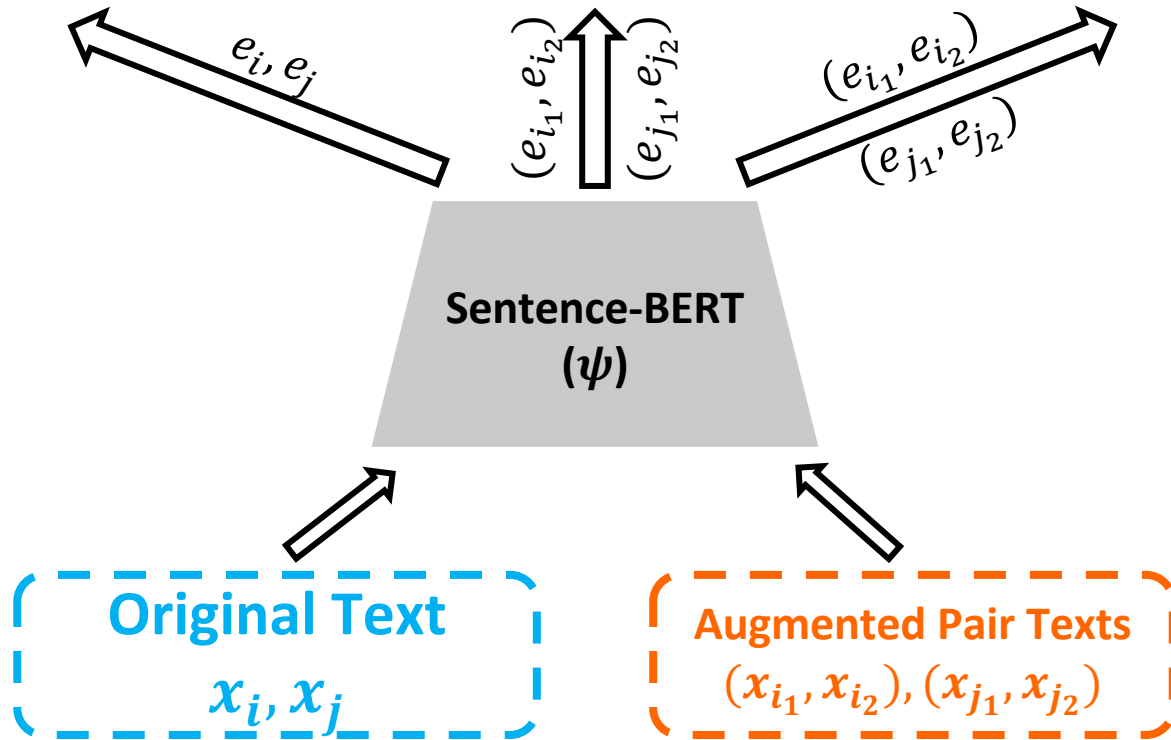 e_i, e_j
(e_{i_1}, e_{i_2})
(e_{j_1}, e_{j_2})
(e_{i_1}, e_{i_2})
(e_{j_1}, e_{j_2})
Sentence-BERT
(ψ)
Original Text
x_i, x_j
Augmented Pair Texts
(x_{i_1}, x_{i_2}), (x_{j_1}, x_{j_2})